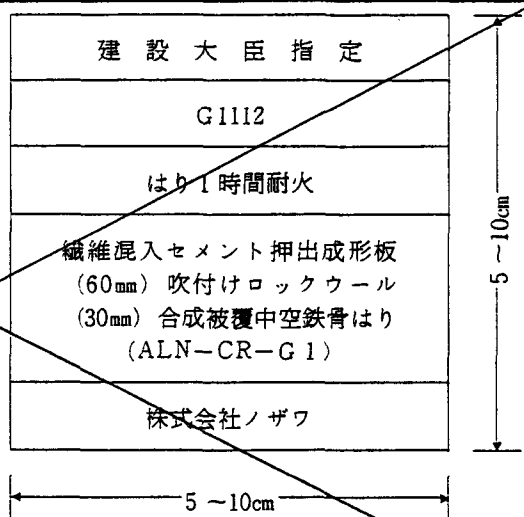 建設大臣指定
G1112
はり1時間耐火
繊維混入セメント押出成形板
(60㎜) 吹付けロックウール
(30㎜) 合成被覆中空鉄骨はり
(ALN-CR-G1)
株式会社ノザワ
5~10cm
5~10cm